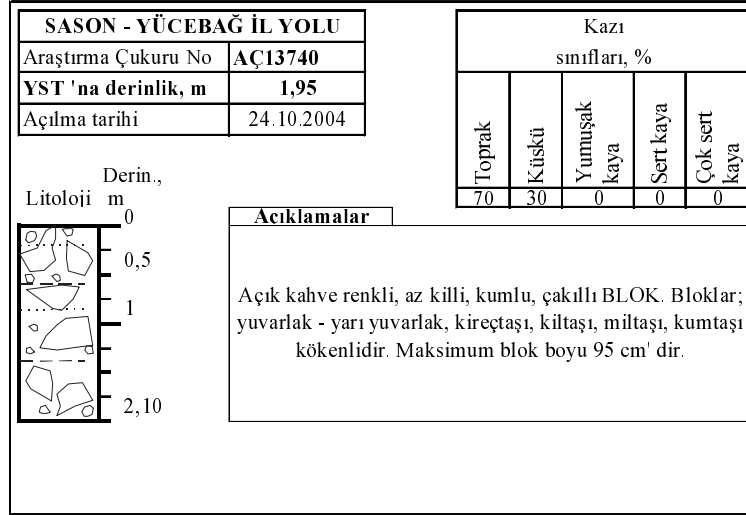 SASON - YÜCEBAĞ İL YOLU
Araştırma Çukuru No AÇ13740
YST 'na derinlik, m 1,95
Açılma tarihi 24.10.2004
Kazı
sınıfları, %
Toprak
Küskü
Yumuşak
kaya
Sert kaya
Çok sert
kaya
70 30 0 0 0
Derin.,
Litoloji m
0
0,5
1
2,10
Açıklamalar
Açık kahve renkli, az killi, kumlu, çakıllı BLOK. Bloklar;
yuvarlak - yarı yuvarlak, kireçtaşı, kiltaşı, miltaşı, kumtaşı
kökenlidir. Maksimum blok boyu 95 cm' dir.